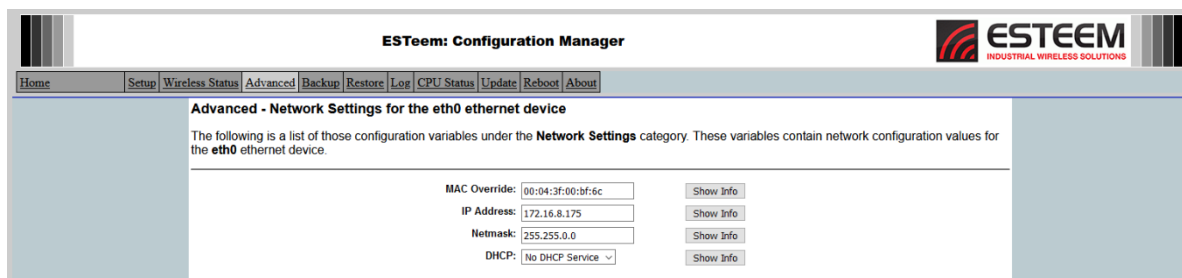 ESTeem: Configuration Manager
ESTEEM
INDUSTRIAL WIRELESS SOLUTIONS
Home Setup Wireless Status Advanced Backup Restore Log CPU Status Update Reboot About
Advanced - Network Settings for the eth0 ethernet device
The following is a list of those configuration variables under the Network Settings category. These variables contain network configuration values for
the eth0 ethernet device.
MAC Override: 00:04:3f:00:bf:6c Show Info
IP Address: 172.16.8.175 Show Info
Netmask: 255.255.0.0 Show Info
DHCP: No DHCP Service Show Info